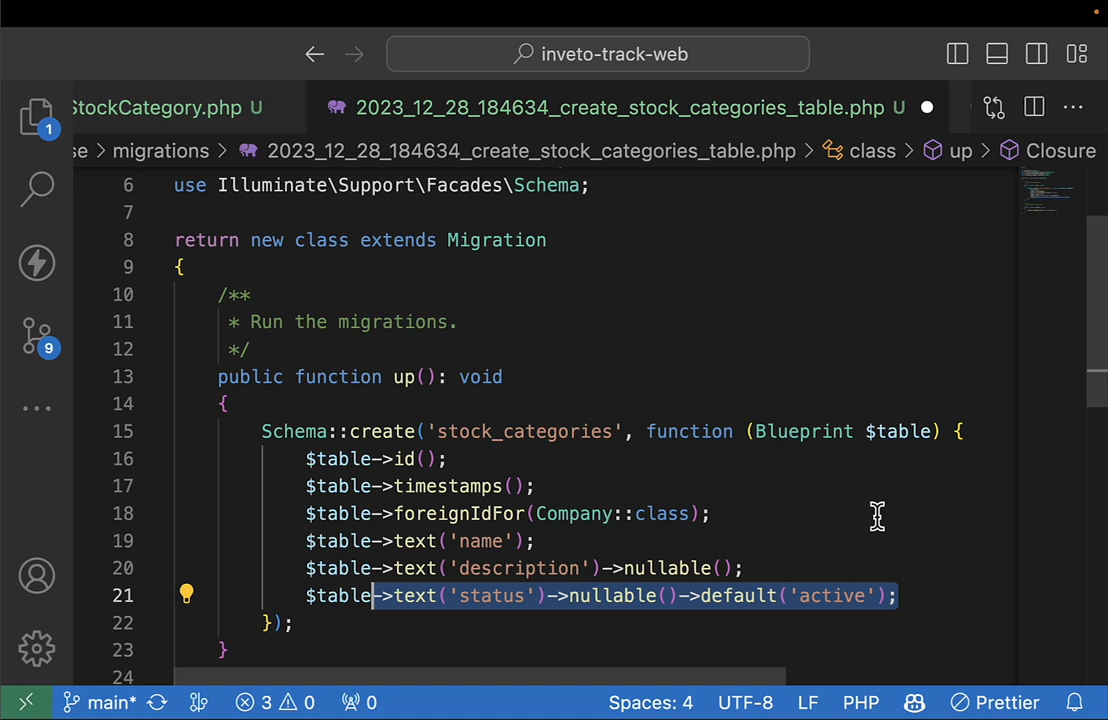 inveto-track-web
StockCategory.php U
2023_12_28_184634_create_stock_categories_table.php U
se > migrations > 2023_12_28_184634_create_stock_categories_table.php > class > up > Closure
1
9
6 use Illuminate\Support\Facades\Schema;
7
8 return new class extends Migration
9 {
10 /**
11 * Run the migrations.
12 */
13 public function up(): void
14 {
15 Schema::create('stock_categories', function (Blueprint $table) {
16 $table->id();
17 $table->timestamps();
18 $table->foreignIdFor(Company::class);
19 $table->text('name');
20 $table->text('description')->nullable();
21 $table->text('status')->nullable()->default('active');
22 });
23 }
24
main* 3 0 0 Spaces: 4 UTF-8 LF PHP Prettier